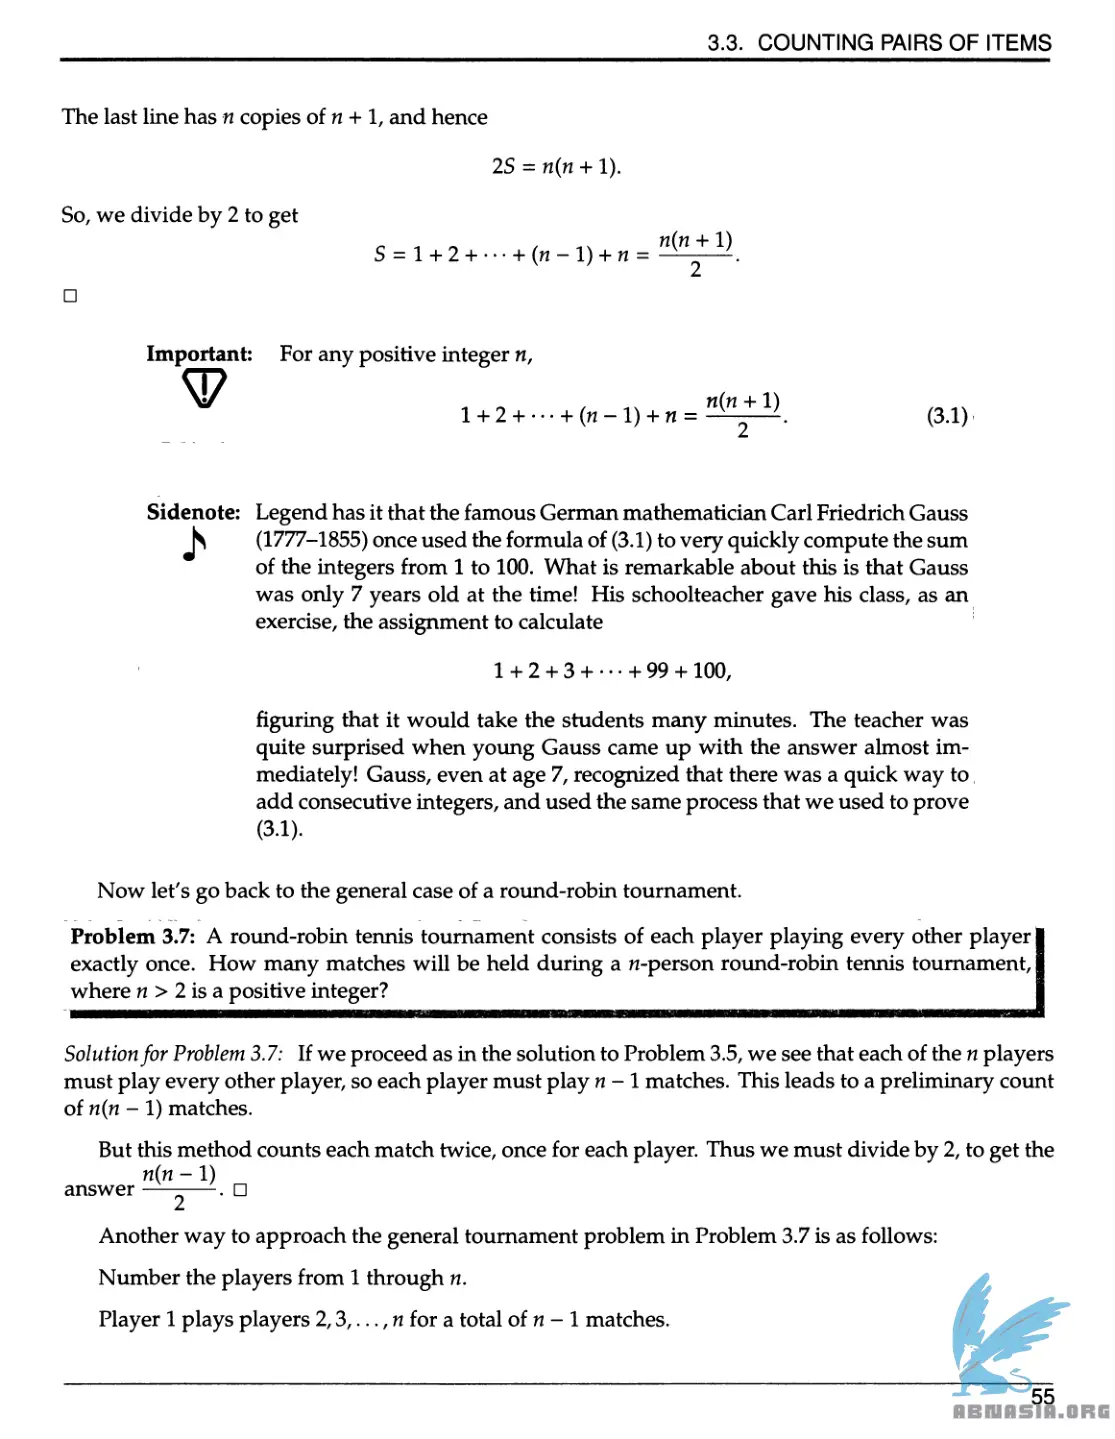 3.3. COUNTING PAIRS OF ITEMS
The last line has n copies of n + 1, and hence
2S = n(n + 1).
So, we divide by 2 to get
S = 1 + 2 + ··· + (n − 1) + n = n(n + 1)/2.
□
Important: For any positive integer n,
1 + 2 + ··· + (n − 1) + n = n(n + 1)/2. (3.1)
Sidenote: Legend has it that the famous German mathematician Carl Friedrich Gauss
(1777–1855) once used the formula of (3.1) to very quickly compute the sum
of the integers from 1 to 100. What is remarkable about this is that Gauss
was only 7 years old at the time! His schoolteacher gave his class, as an
exercise, the assignment to calculate
1 + 2 + 3 + ··· + 99 + 100,
figuring that it would take the students many minutes. The teacher was
quite surprised when young Gauss came up with the answer almost im-
mediately! Gauss, even at age 7, recognized that there was a quick way to
add consecutive integers, and used the same process that we used to prove
(3.1).
Now let's go back to the general case of a round-robin tournament.
Problem 3.7: A round-robin tennis tournament consists of each player playing every other player
exactly once. How many matches will be held during a n-person round-robin tennis tournament,
where n > 2 is a positive integer?
Solution for Problem 3.7: If we proceed as in the solution to Problem 3.5, we see that each of the n players
must play every other player, so each player must play n − 1 matches. This leads to a preliminary count
of n(n − 1) matches.
But this method counts each match twice, once for each player. Thus we must divide by 2, to get the
answer n(n − 1)/2. □
Another way to approach the general tournament problem in Problem 3.7 is as follows:
Number the players from 1 through n.
Player 1 plays players 2, 3, . . . , n for a total of n − 1 matches.
55
ABNASIA.ORG